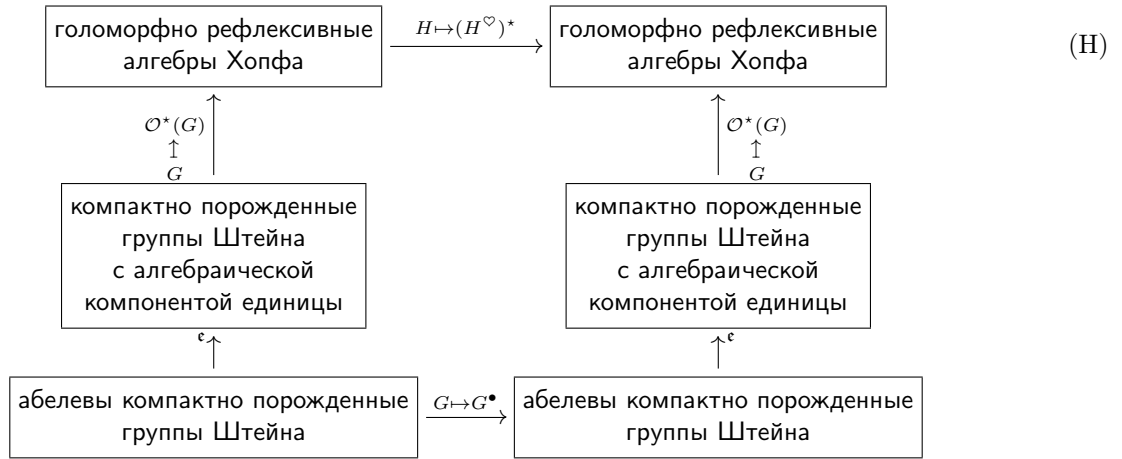 голоморфно рефлексивные
алгебры Хопфа
H↦(H^♡)^⋆
голоморфно рефлексивные
алгебры Хопфа
(H)
𝒪^⋆(G)
↥
G
𝒪^⋆(G)
↥
G
компактно порожденные
группы Штейна
с алгебраической
компонентой единицы
компактно порожденные
группы Штейна
с алгебраической
компонентой единицы
𝔢
𝔢
абелевы компактно порожденные
группы Штейна
G↦G^•
абелевы компактно порожденные
группы Штейна